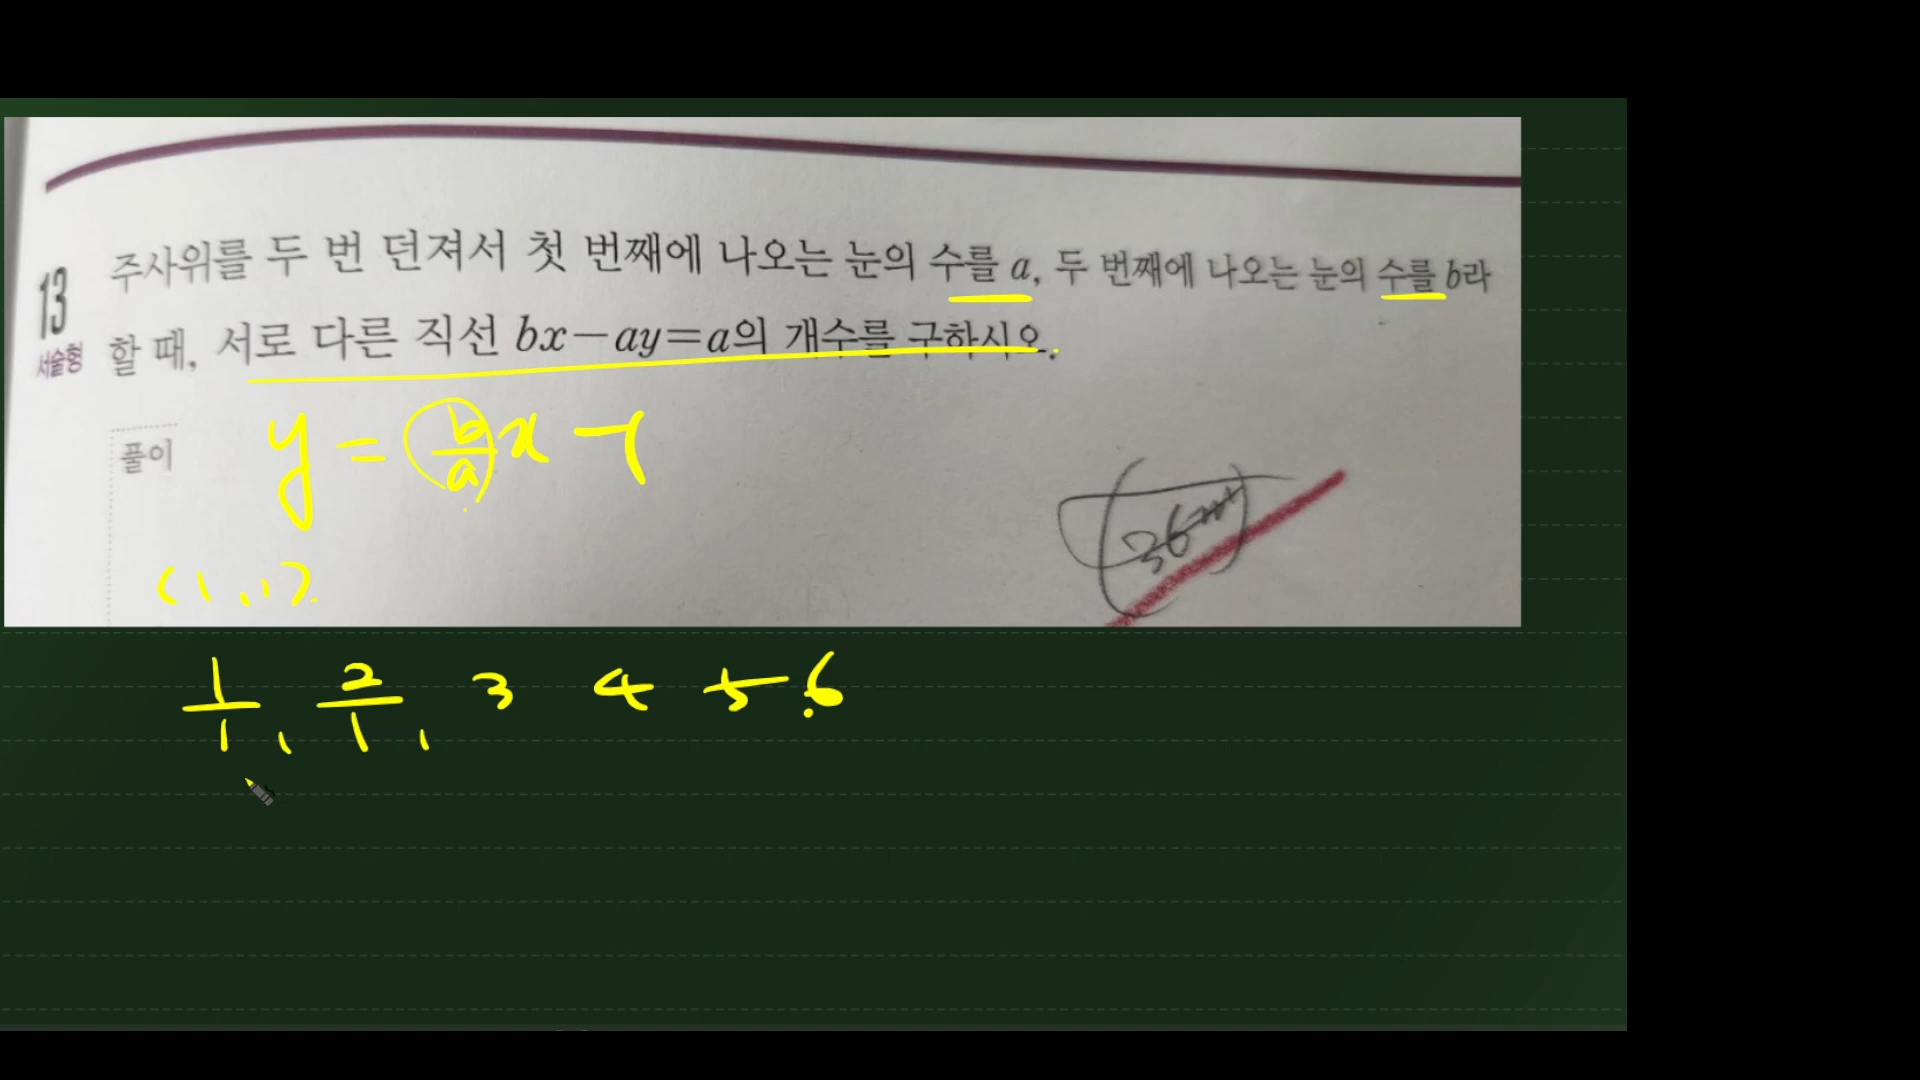 13 주사위를 두 번 던져서 첫 번째에 나오는 눈의 수를 a, 두 번째에 나오는 눈의 수를 b라
서술형 할 때, 서로 다른 직선 bx-ay=a의 개수를 구하시오.
풀이
y = b/a x - 1
(1, 1)
36개
1/1, 2/1, 3 4 5 6